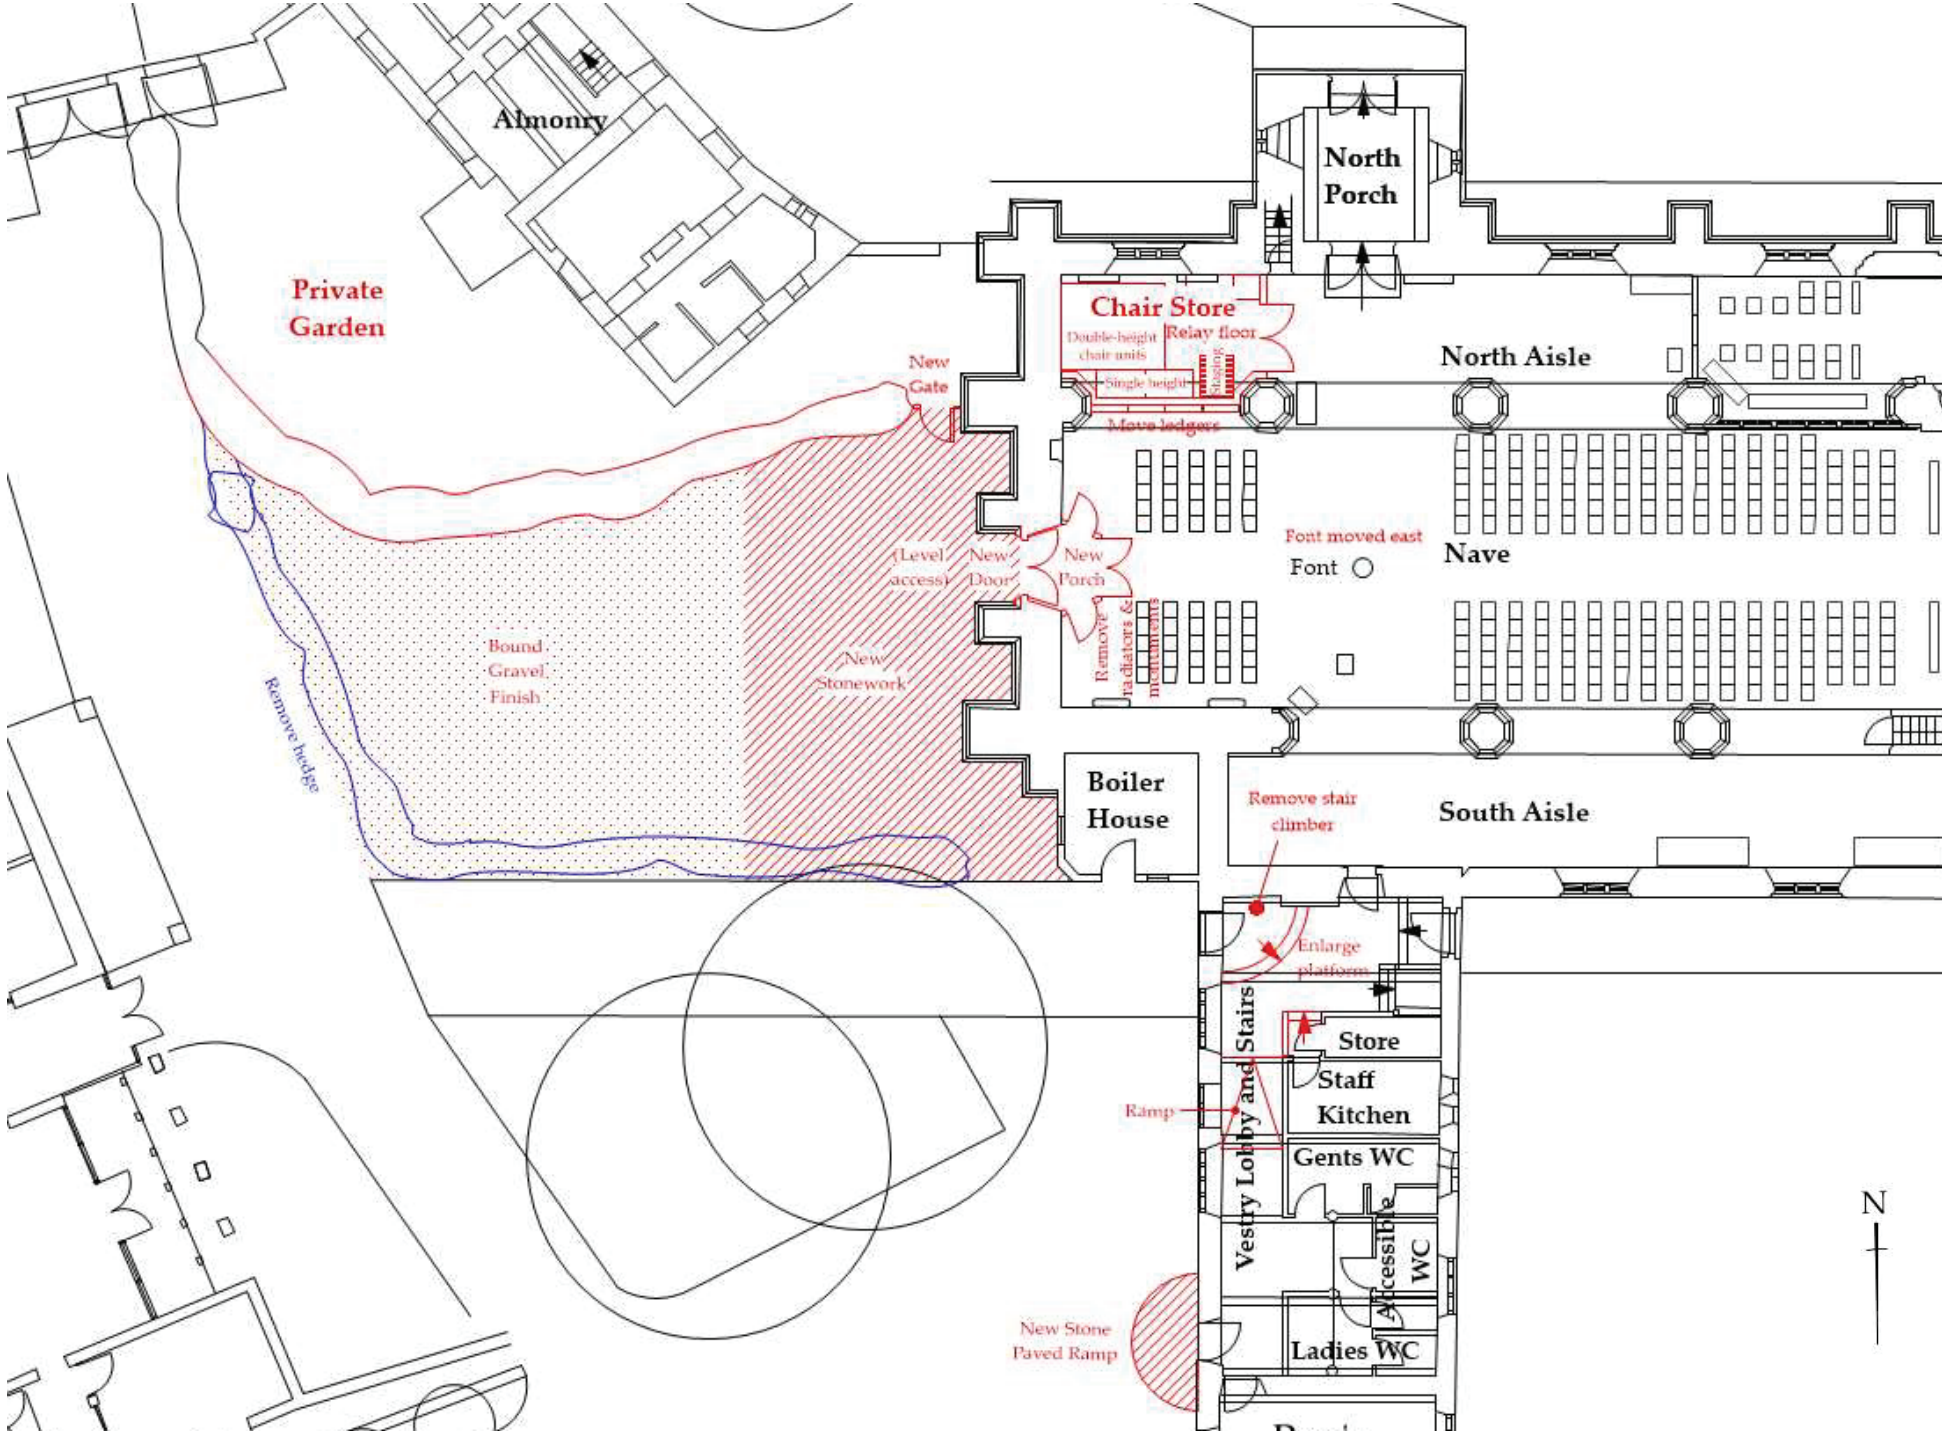 Almonry
North
Porch
Private
Garden
Chair Store
Double-height
chair units
Relay floor
Staging
Single height
Move ledgers
North Aisle
New
Gate
(Level
access)
New
Door
New
Porch
Font moved east
Font
Nave
Remove
radiators &
monuments
Bound
Gravel
Finish
New
Stonework
Remove hedge
Boiler
House
Remove stair
climber
South Aisle
Enlarge
platform
Vestry Lobby and Stairs
Store
Staff
Kitchen
Ramp
Gents WC
Accessible
WC
N
New Stone
Paved Ramp
Ladies WC